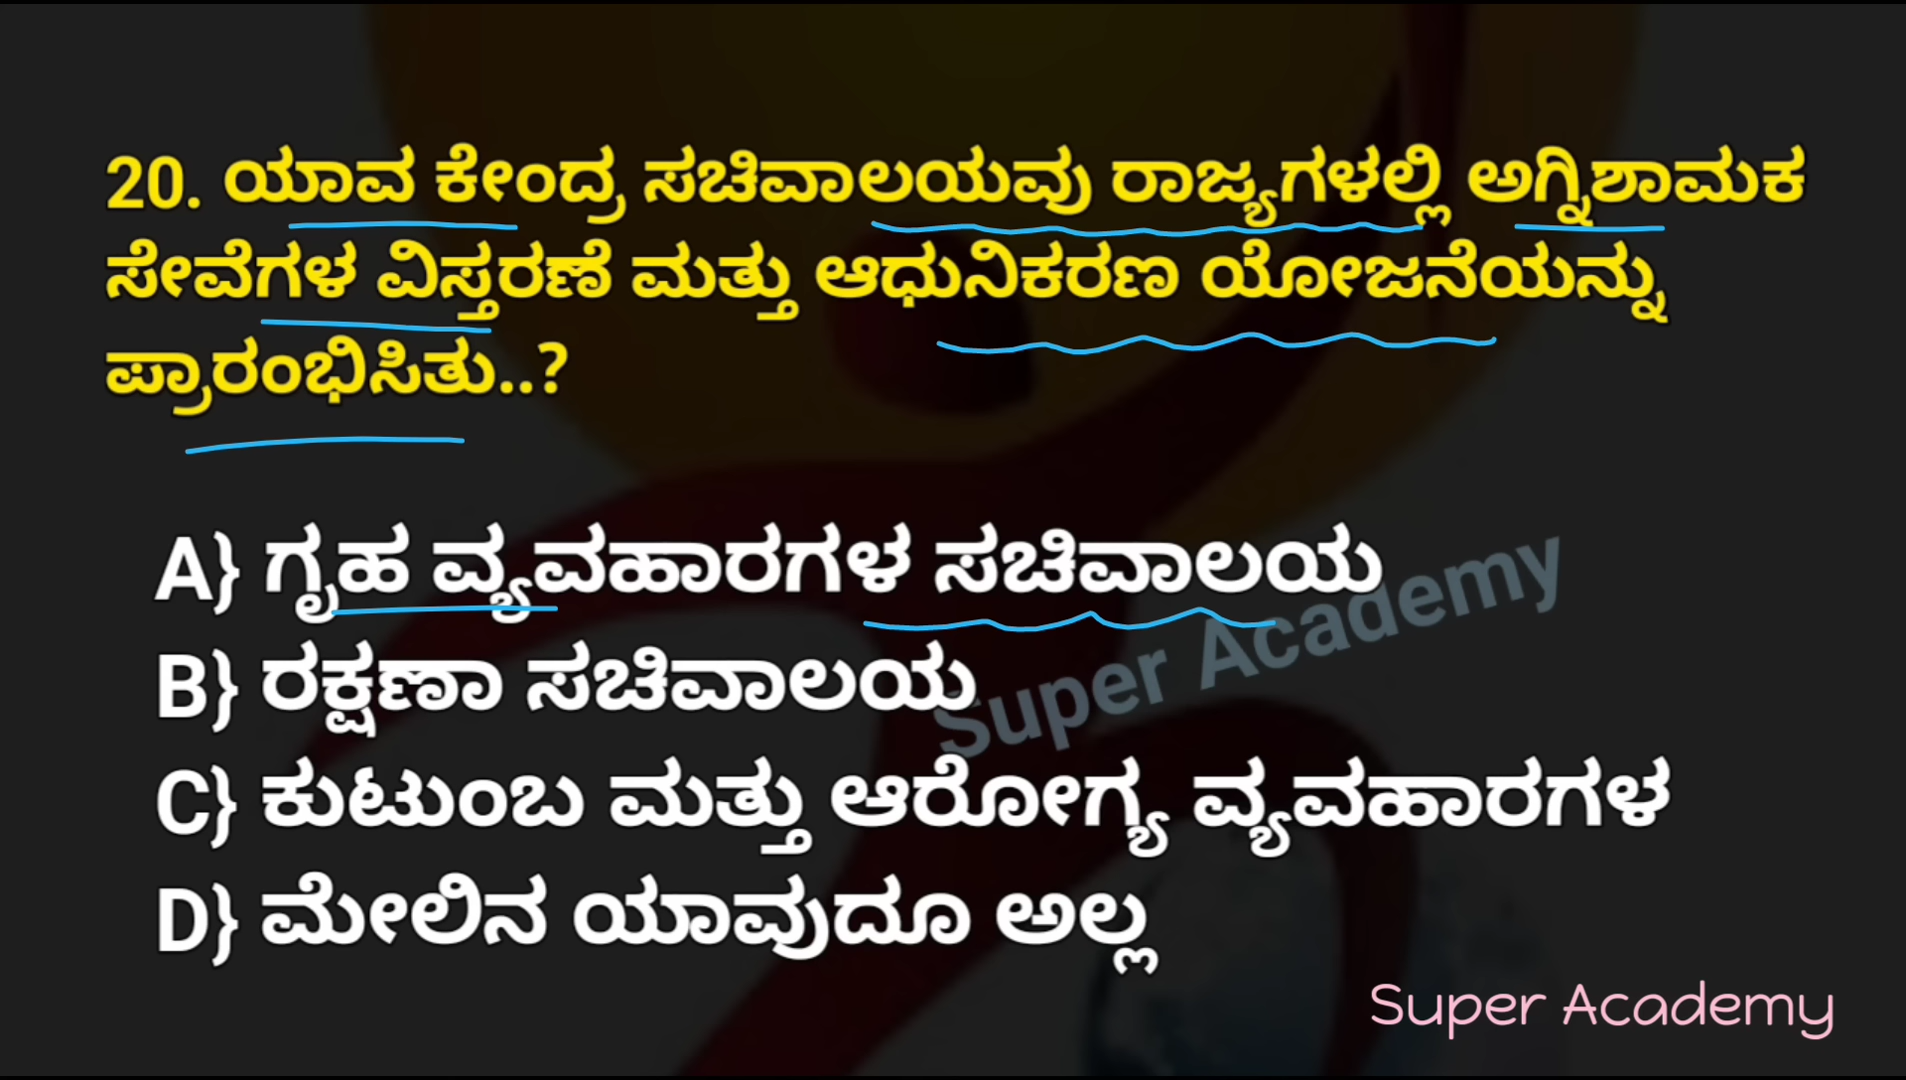 20. ಯಾವ ಕೇಂದ್ರ ಸಚಿವಾಲಯವು ರಾಜ್ಯಗಳಲ್ಲಿ ಅಗ್ನಿಶಾಮಕ
ಸೇವೆಗಳ ವಿಸ್ತರಣೆ ಮತ್ತು ಆಧುನಿಕರಣ ಯೋಜನೆಯನ್ನು
ಪ್ರಾರಂಭಿಸಿತು..?
A} ಗೃಹ ವ್ಯವಹಾರಗಳ ಸಚಿವಾಲಯ
B} ರಕ್ಷಣಾ ಸಚಿವಾಲಯ
C} ಕುಟುಂಬ ಮತ್ತು ಆರೋಗ್ಯ ವ್ಯವಹಾರಗಳ
D} ಮೇಲಿನ ಯಾವುದೂ ಅಲ್ಲ
Super Academy
Super Academy